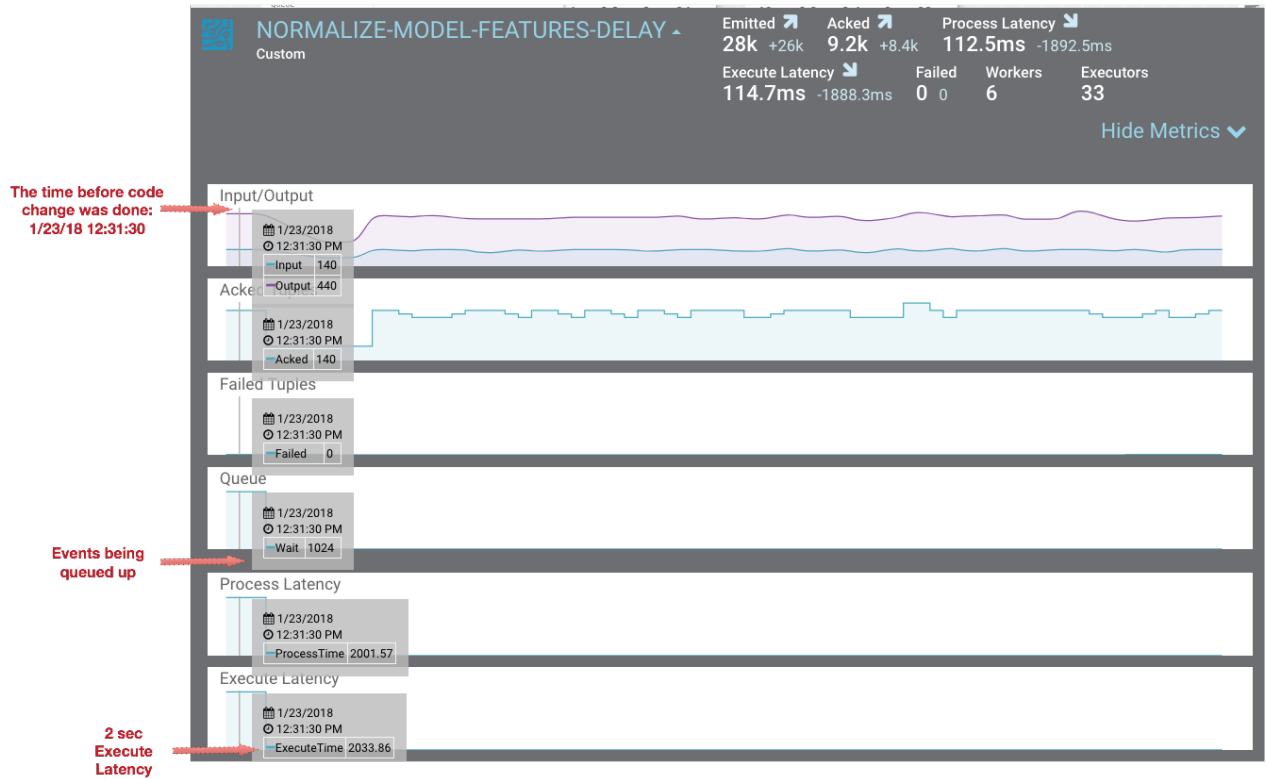 QUEUE
NORMALIZE-MODEL-FEATURES-DELAY
Custom
Emitted Acked Process Latency
28k +26k 9.2k +8.4k 112.5ms -1892.5ms
Execute Latency Failed Workers Executors
114.7ms -1888.3ms 0 0 6 33
Hide Metrics
The time before code
change was done:
1/23/18 12:31:30
Input/Output
1/23/2018
12:31:30 PM
Input 140
Output 440
Acked Tuples
1/23/2018
12:31:30 PM
Acked 140
Failed Tuples
1/23/2018
12:31:30 PM
Failed 0
Queue
1/23/2018
12:31:30 PM
Wait 1024
Events being
queued up
Process Latency
1/23/2018
12:31:30 PM
ProcessTime 2001.57
Execute Latency
1/23/2018
12:31:30 PM
ExecuteTime 2033.86
2 sec
Execute
Latency